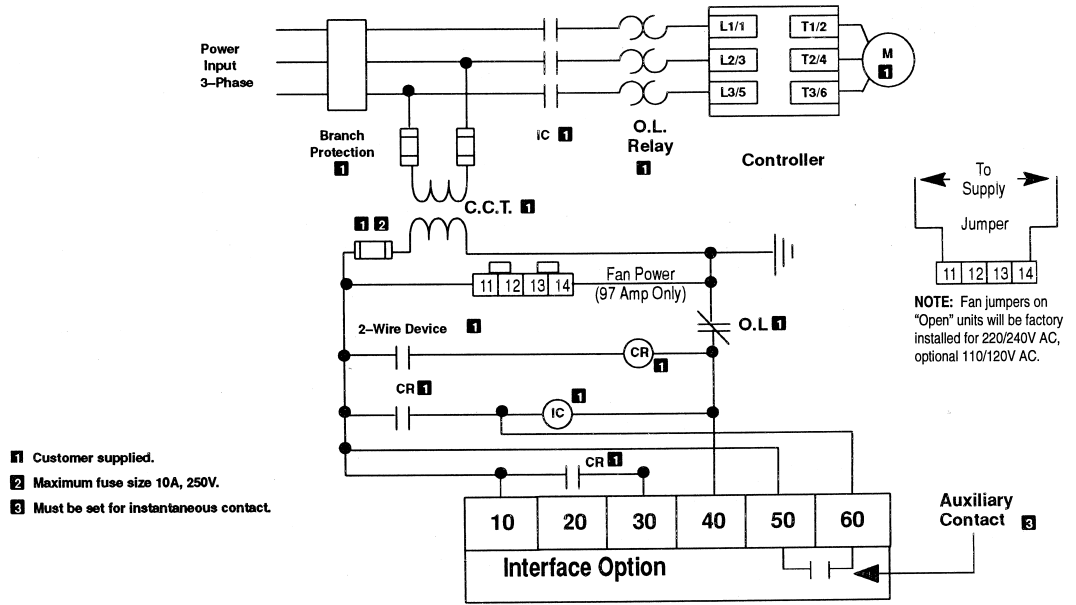 Power
Input
3–Phase
L1/1
T1/2
L2/3
T2/4
L3/5
T3/6
M
1
Branch
Protection
1
IC 1
O.L.
Relay
1
Controller
C.C.T. 1
1 2
11 12 13 14
Fan Power
(97 Amp Only)
O.L 1
2–Wire Device 1
CR
1
CR 1
IC
1
CR 1
10 20 30 40 50 60
Interface Option
Auxiliary
Contact 3
To
Supply
Jumper
11 12 13 14
NOTE: Fan jumpers on
“Open” units will be factory
installed for 220/240V AC,
optional 110/120V AC.
1 Customer supplied.
2 Maximum fuse size 10A, 250V.
3 Must be set for instantaneous contact.